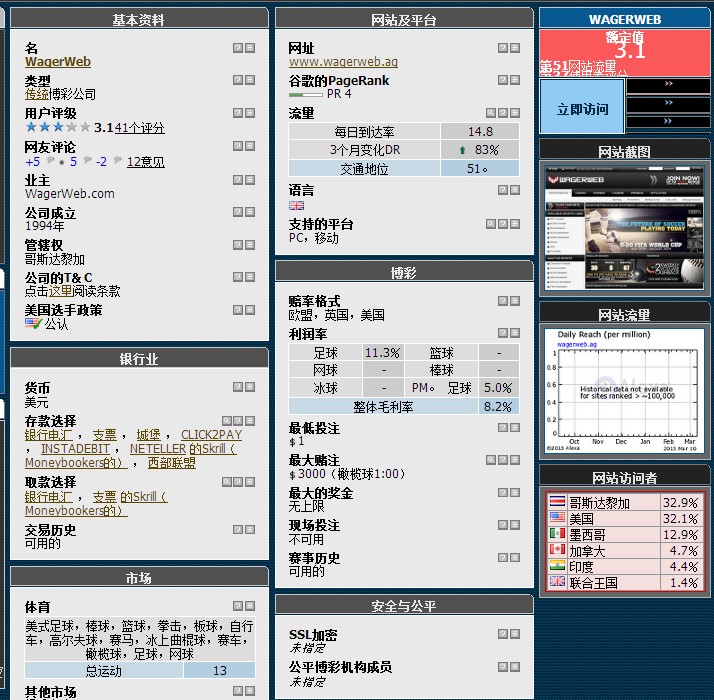 基本资料
名
WagerWeb
类型
传统博彩公司
用户评级
3.1 41个评分
网友评论
+5 5 -2 12意见
业主
WagerWeb.com
公司成立
1994年
管辖权
哥斯达黎加
公司的T& C
点击这里阅读条款
美国选手政策
公认
银行业
货币
美元
存款选择
银行电汇 ， 支票 ， 城堡 ， CLICK2PAY
， INSTADEBIT ， NETELLER 的Skrill（
Moneybookers的） ， 西部联盟
取款选择
银行电汇 ， 支票 的Skrill（
Moneybookers的）
交易历史
可用的
市场
体育
美式足球，棒球，篮球，拳击，板球，自行
车，高尔夫球，赛马，冰上曲棍球，赛车，
橄榄球，足球，网球
总运动 13
其他市场
网站及平台
网址
www.wagerweb.ag
谷歌的PageRank
PR 4
流量
每日到达率 14.8
3个月变化DR 83%
交通地位 51。
语言
支持的平台
PC，移动
博彩
赔率格式
欧盟，英国，美国
利润率
足球 11.3% 篮球 -
网球 - 棒球 -
冰球 - PM。 足球 5.0%
整体毛利率 8.2%
最低投注
$ 1
最大赌注
$ 3000（橄榄球1:00）
最大的奖金
无上限
现场投注
不可用
赛事历史
可用的
安全与公平
SSL加密
未指定
公平博彩机构成员
未指定
WAGERWEB
额定值
3.1
第51网站流量
立即访问
网站截图
WAGERWEB
JOIN NOW!
THE FUTURE OF SOCCER
PLAYING TODAY
U-20 FIFA WORLD CUP
网站流量
Daily Reach (per million)
wagerweb.ag
1
0.8
0.6
0.4
0.2
0
Historical data not available
for sites ranked > ~100,000
Oct Nov Dec Jan Feb Mar
©2013 Alexa 2013 Mar 10
网站访问者
哥斯达黎加 32.9%
美国 32.1%
墨西哥 12.9%
加拿大 4.7%
印度 4.4%
联合王国 1.4%